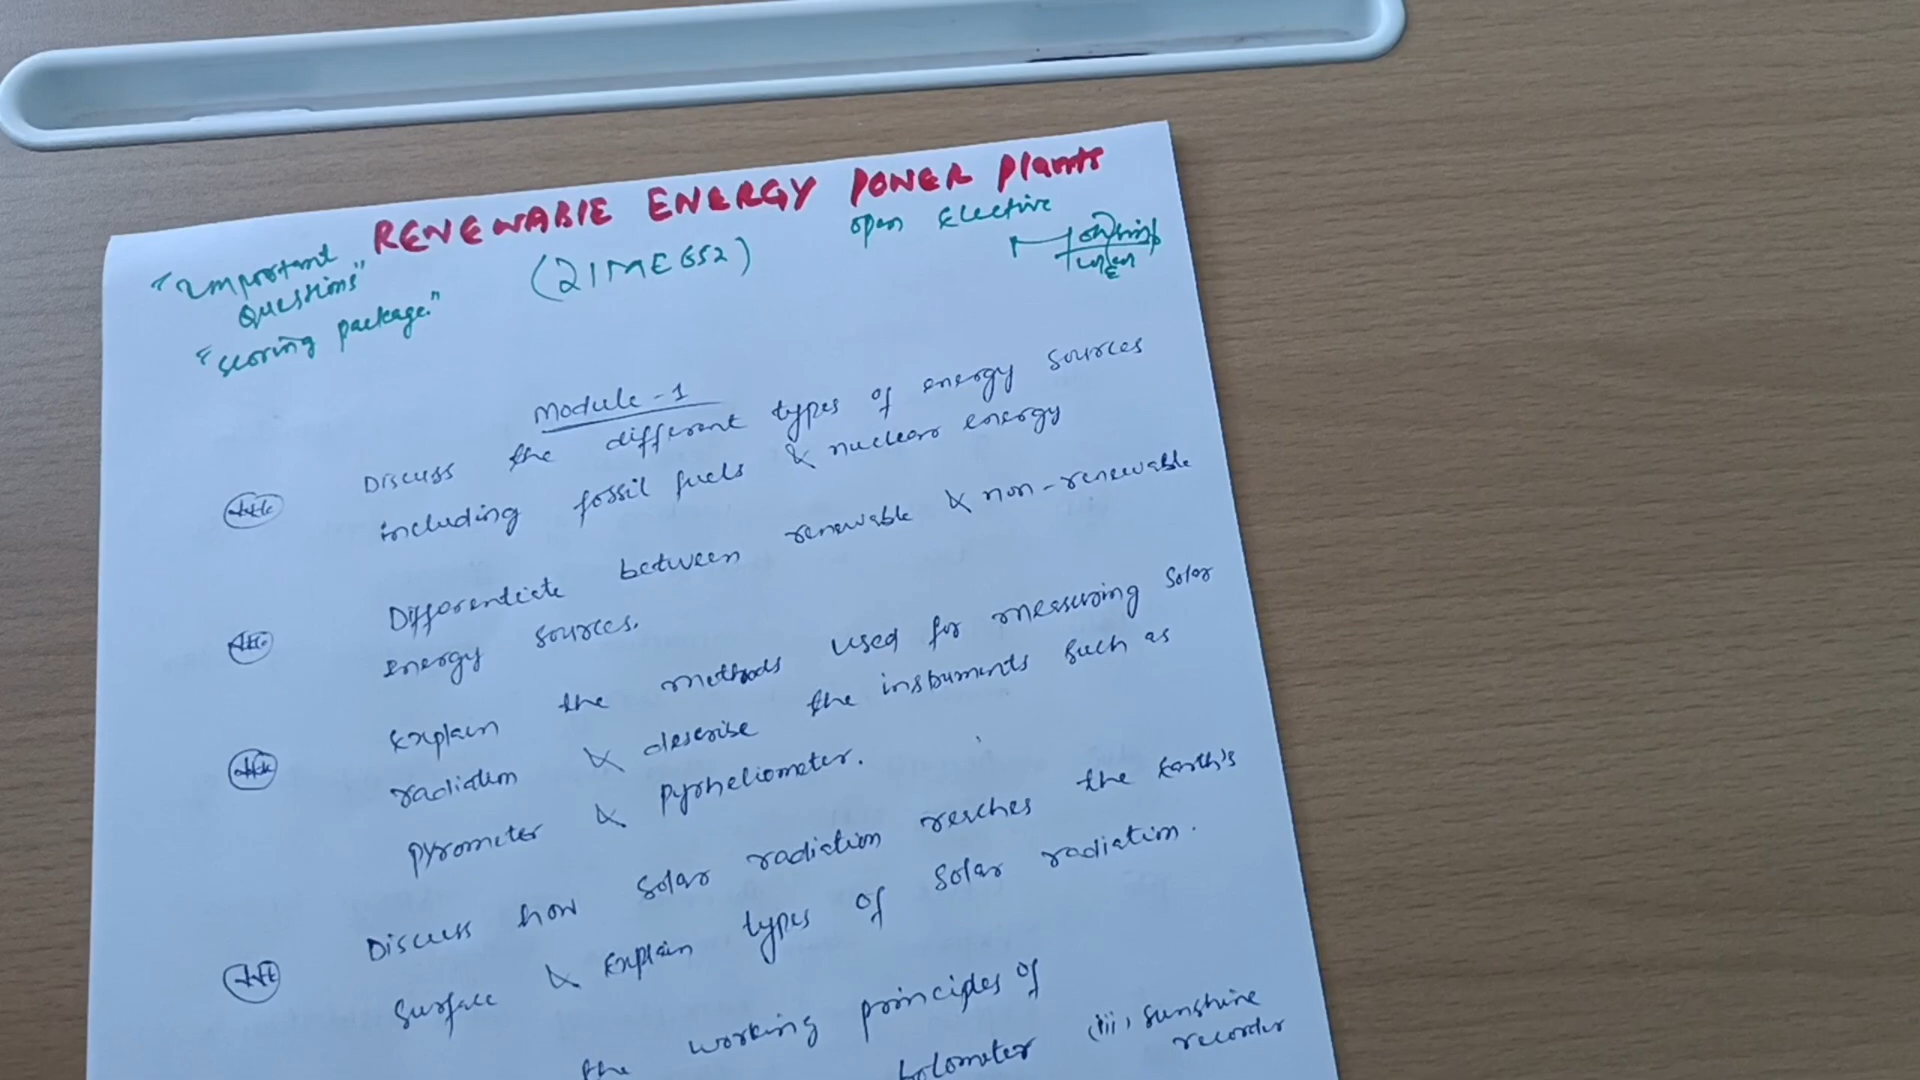 RENEWABLE ENERGY POWER Plants
"Important Questions"
(21ME652)
open Elective
"Scoring package."
Module-1
Discuss the different types of energy sources
including fossil fuels & nuclear energy
Differentiate between renewable & non-renewable
energy sources.
Explain the methods used for measuring solar
radiation & describe the instruments such as
pyrometer & pyrheliometer.
Discuss how solar radiation reaches the Earth's
Surface & Explain types of solar radiation.
the working principles of
bolometer (iii) sunshine
recorder